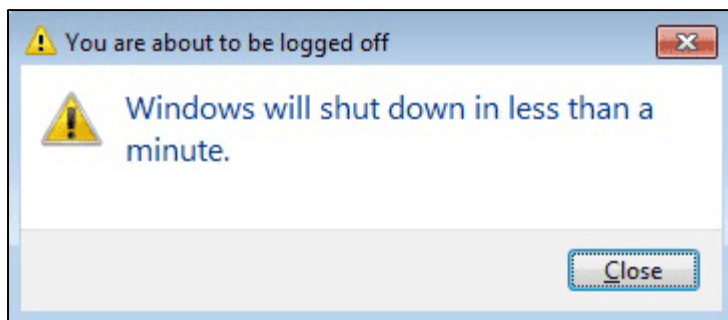 You are about to be logged off
Windows will shut down in less than a
minute.
Close